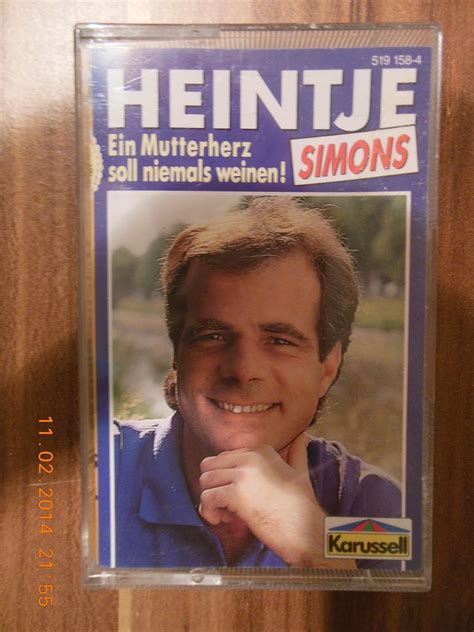 519 158-4
HEINTJE
Ein Mutterherz
soll niemals weinen!
SIMONS
Karussell
11.02.2014 21:55